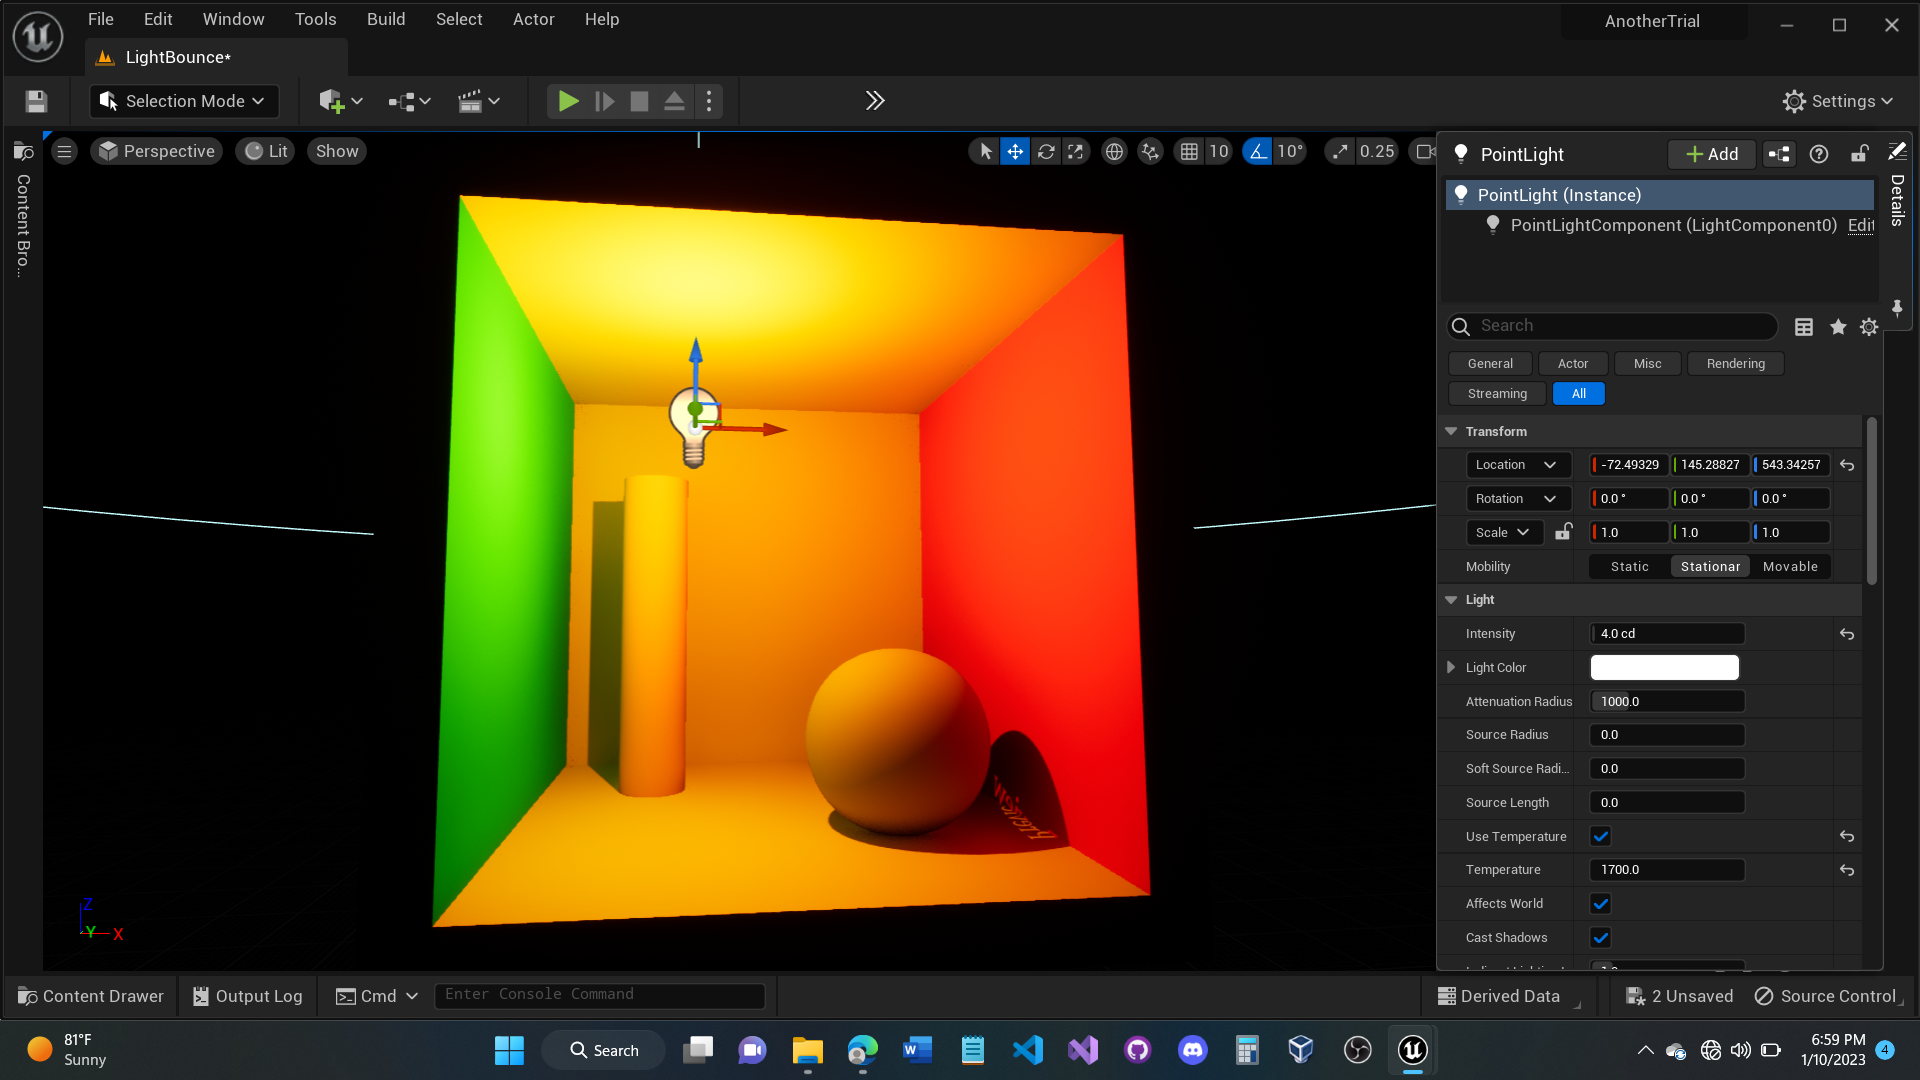 File Edit Window Tools Build Select Actor Help
AnotherTrial
LightBounce*
Selection Mode
Settings
Content Bro...
Perspective
Lit
Show
10
10°
0.25
PointLight
Add
Details
PointLight (Instance)
PointLightComponent (LightComponent0) Edit
Search
General Actor Misc Rendering
Streaming All
Transform
Location -72.49329 145.28827 543.34257
Rotation 0.0 ° 0.0 ° 0.0 °
Scale 1.0 1.0 1.0
Mobility Static Stationar Movable
Light
Intensity 4.0 cd
Light Color
Attenuation Radius 1000.0
Source Radius 0.0
Soft Source Radi... 0.0
Source Length 0.0
Use Temperature
Temperature 1700.0
Affects World
Cast Shadows
Preview
Z
Y X
Content Drawer
Output Log
Cmd
Enter Console Command
Derived Data
2 Unsaved
Source Control
81°F
Sunny
Search
6:59 PM
1/10/2023
4